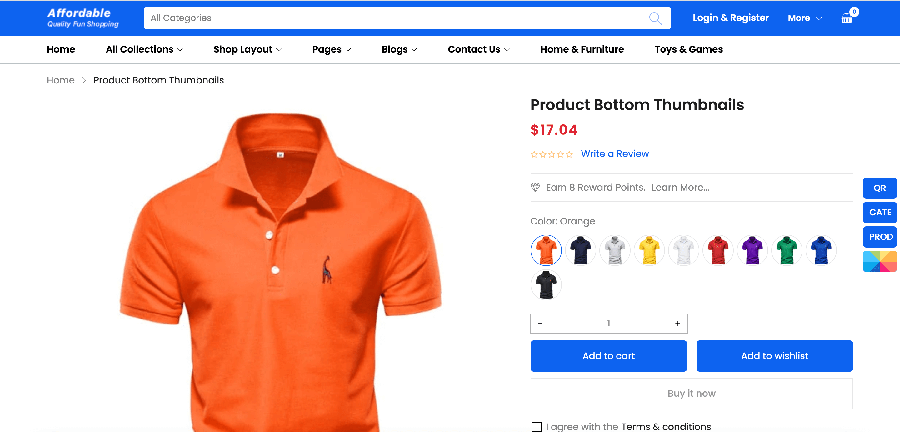 Affordable
Quality Fun Shopping
All Categories
Login & Register
More
0
Home
All Collections
Shop Layout
Pages
Blogs
Contact Us
Home & Furniture
Toys & Games
Home > Product Bottom Thumbnails
Product Bottom Thumbnails
$17.04
Write a Review
Earn 8 Reward Points. Learn More...
QR
CATE
PROD
Color: Orange
- 1 +
Add to cart
Add to wishlist
Buy it now
I agree with the Terms & conditions